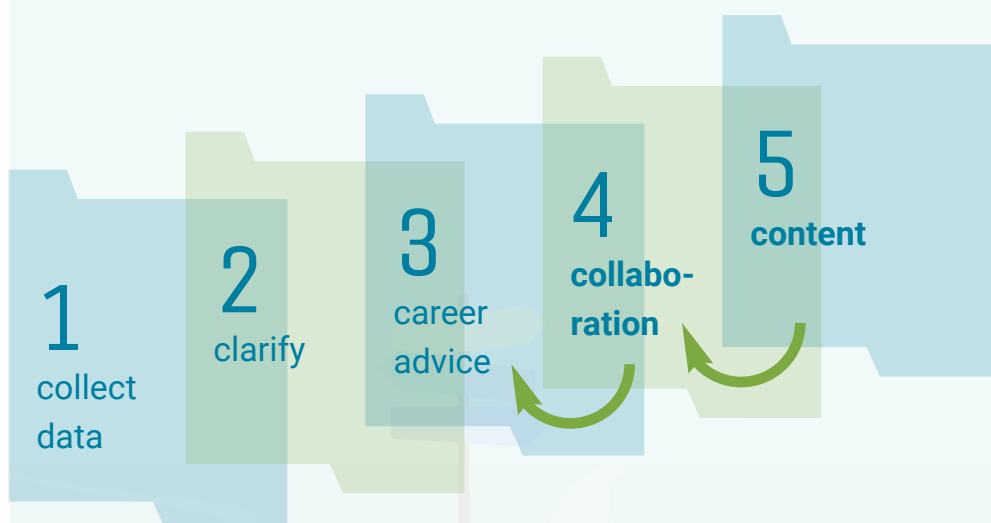 1
collect
data
2
clarify
3
career
advice
4
collabo-
ration
5
content